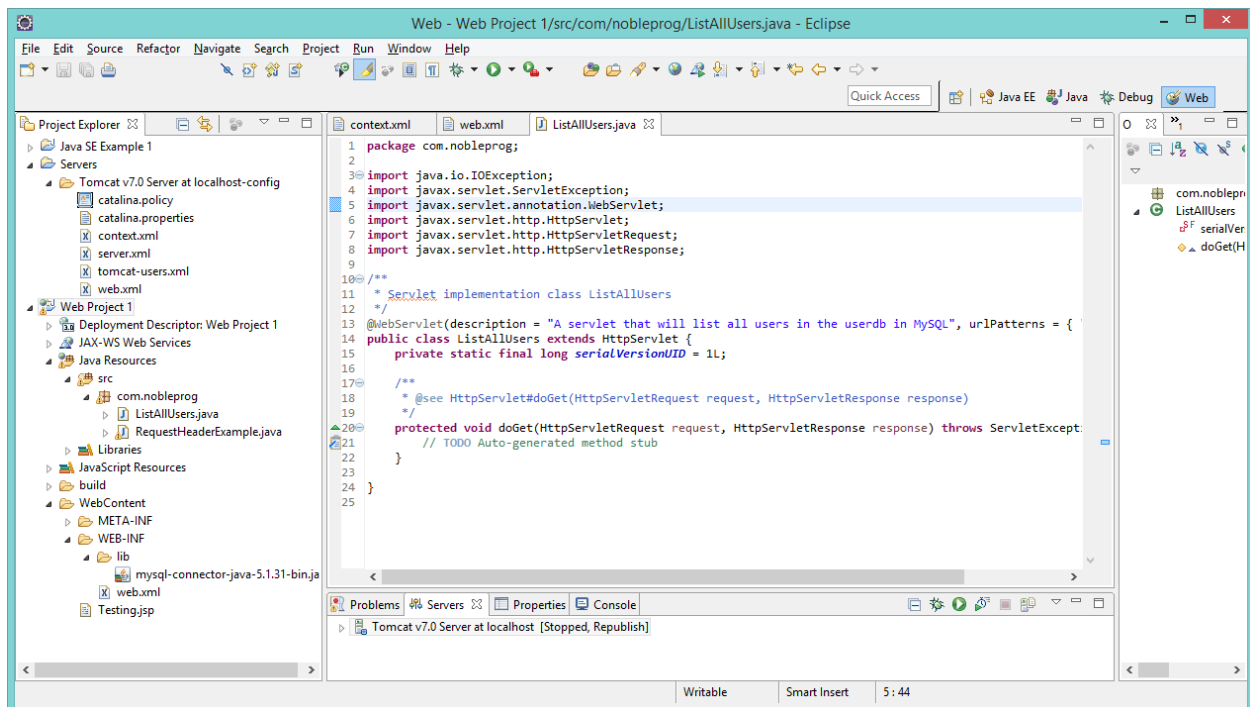 Web - Web Project 1/src/com/nobleprog/ListAllUsers.java - Eclipse
File Edit Source Refactor Navigate Search Project Run Window Help
Quick Access Java EE Java Debug Web
Project Explorer
Java SE Example 1
Servers
Tomcat v7.0 Server at localhost-config
catalina.policy
catalina.properties
context.xml
server.xml
tomcat-users.xml
web.xml
Web Project 1
Deployment Descriptor: Web Project 1
JAX-WS Web Services
Java Resources
src
com.nobleprog
ListAllUsers.java
RequestHeaderExample.java
Libraries
JavaScript Resources
build
WebContent
META-INF
WEB-INF
lib
mysql-connector-java-5.1.31-bin.ja
web.xml
Testing.jsp
context.xml web.xml ListAllUsers.java
1 package com.nobleprog;
2
3 import java.io.IOException;
4 import javax.servlet.ServletException;
5 import javax.servlet.annotation.WebServlet;
6 import javax.servlet.http.HttpServlet;
7 import javax.servlet.http.HttpServletRequest;
8 import javax.servlet.http.HttpServletResponse;
9
10 /**
11 * Servlet implementation class ListAllUsers
12 */
13 @WebServlet(description = "A servlet that will list all users in the userdb in MySQL", urlPatterns = { "
14 public class ListAllUsers extends HttpServlet {
15 private static final long serialVersionUID = 1L;
16
17 /**
18 * @see HttpServlet#doGet(HttpServletRequest request, HttpServletResponse response)
19 */
20 protected void doGet(HttpServletRequest request, HttpServletResponse response) throws ServletExcept
21 // TODO Auto-generated method stub
22 }
23
24 }
25
O 1
com.noblepr
ListAllUsers
SF serialVer
doGet(H
Problems Servers Properties Console
Tomcat v7.0 Server at localhost [Stopped, Republish]
Writable Smart Insert 5 : 44